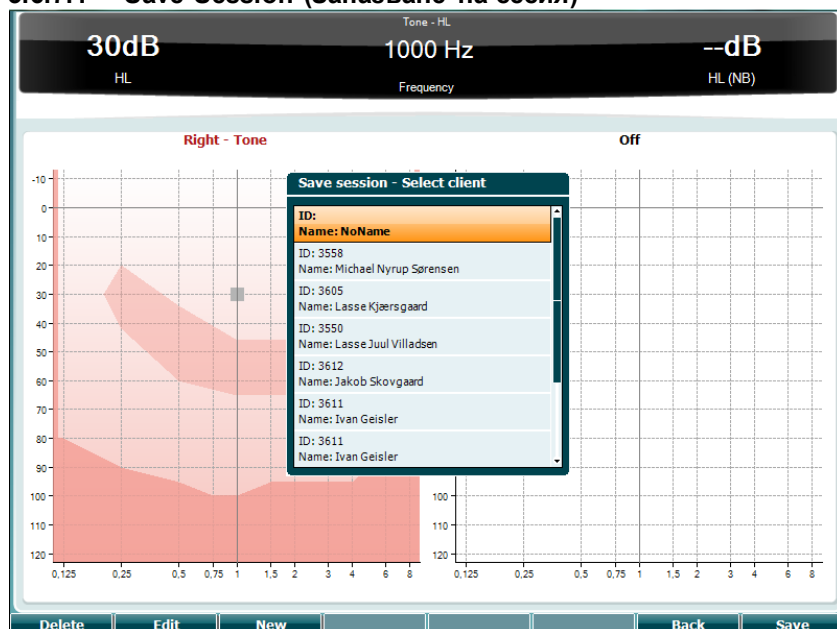 Save Session (Запазване на сесия)
Tone - HL
30dB
1000 Hz
--dB
HL
HL (NB)
Frequency
Right - Tone
Off
Save session - Select client
ID:
Name: NoName
ID: 3558
Name: Michael Nyrup Sørensen
ID: 3605
Name: Lasse Kjærsgaard
ID: 3550
Name: Lasse Juul Villadsen
ID: 3612
Name: Jakob Skovgaard
ID: 3611
Name: Ivan Geisler
ID: 3611
Name: Ivan Geisler
-10
0
10
20
30
40
50
60
70
80
90
100
110
120
100
110
120
0,125 0,25 0,5 0,75 1 1,5 2 3 4 6 8
0,125 0,25 0,5 0,75 1 1,5 2 3 4 6 8
Delete Edit New Back Save